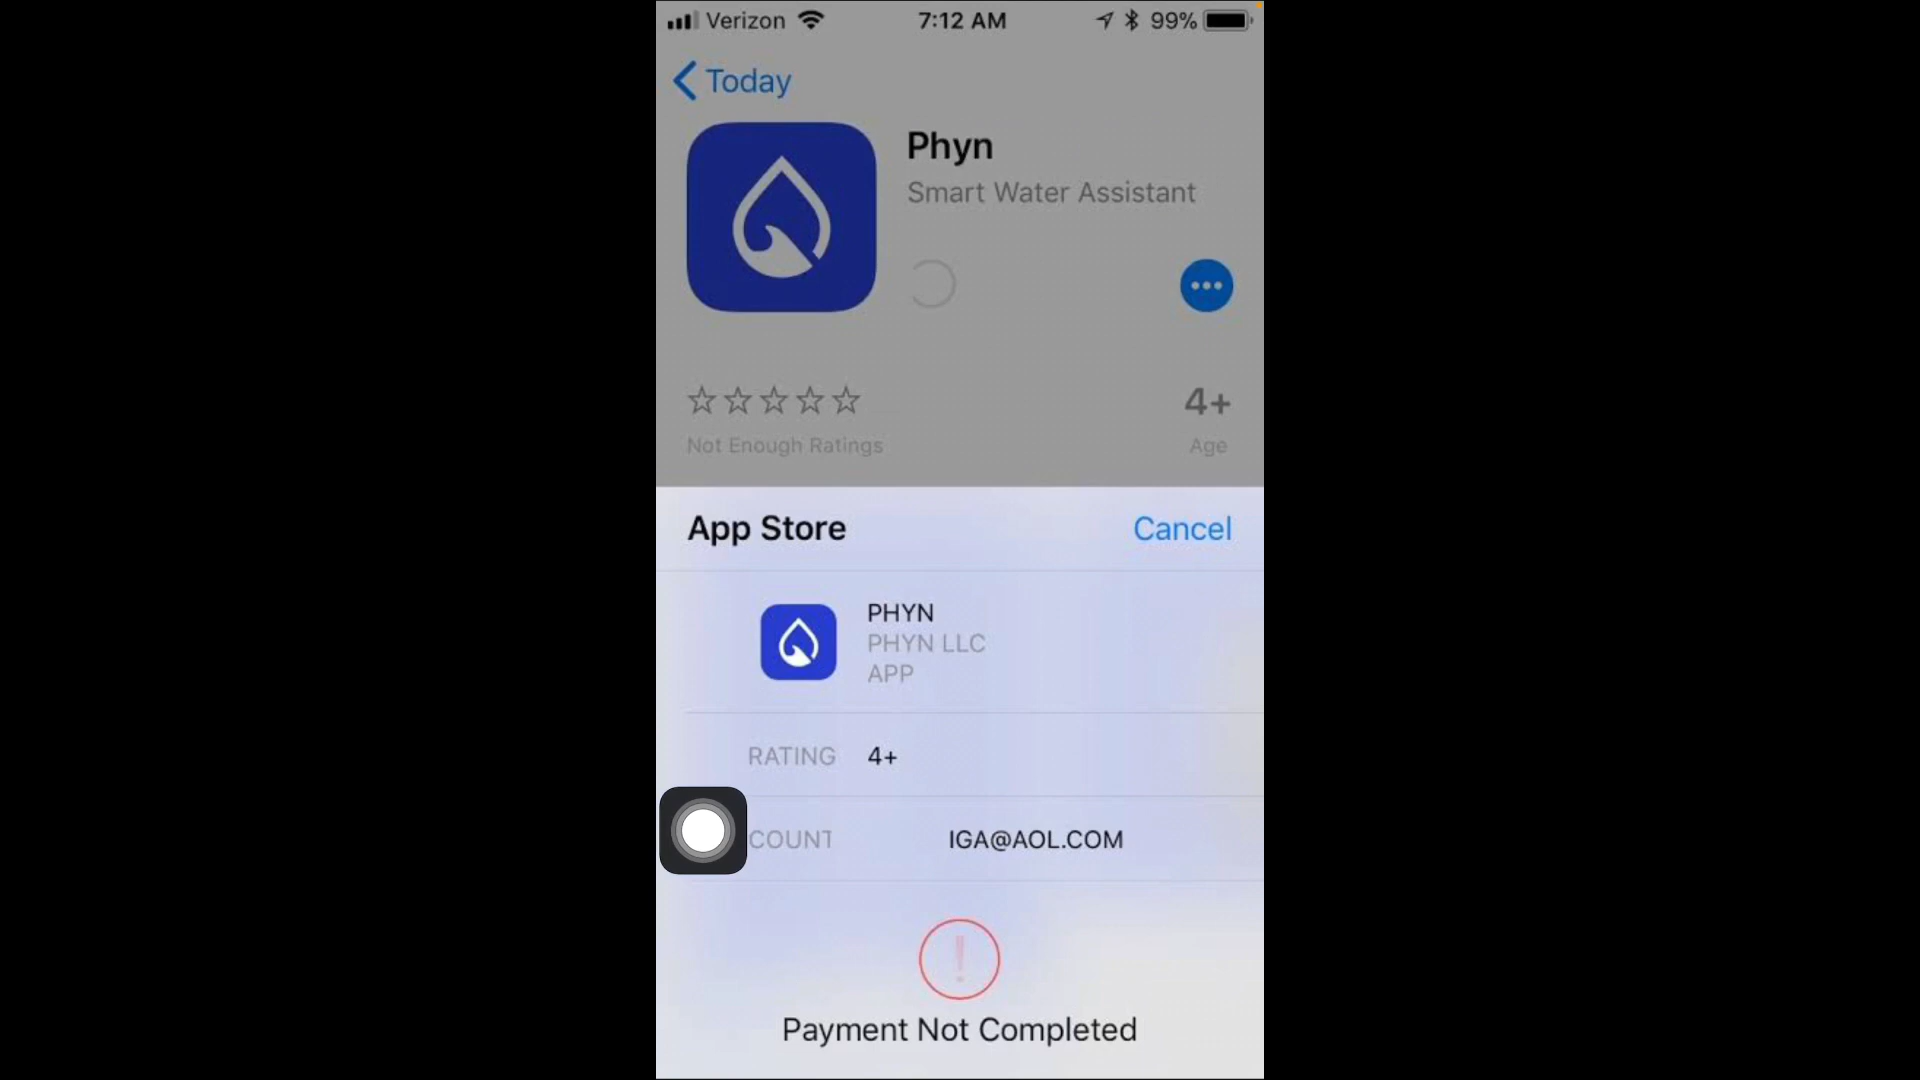 Verizon 7:12 AM 99%
Today
Phyn
Smart Water Assistant
Not Enough Ratings
4+
Age
App Store
Cancel
PHYN
PHYN LLC
APP
RATING 4+
COUNT IGA@AOL.COM
!
Payment Not Completed